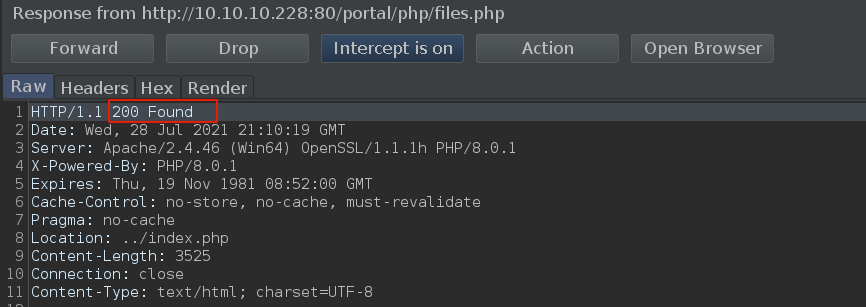 Response from http://10.10.10.228:80/portal/php/files.php
Forward Drop Intercept is on Action Open Browser
Raw Headers Hex Render
1 HTTP/1.1 200 Found
2 Date: Wed, 28 Jul 2021 21:10:19 GMT
3 Server: Apache/2.4.46 (Win64) OpenSSL/1.1.1h PHP/8.0.1
4 X-Powered-By: PHP/8.0.1
5 Expires: Thu, 19 Nov 1981 08:52:00 GMT
6 Cache-Control: no-store, no-cache, must-revalidate
7 Pragma: no-cache
8 Location: ../index.php
9 Content-Length: 3525
10 Connection: close
11 Content-Type: text/html; charset=UTF-8